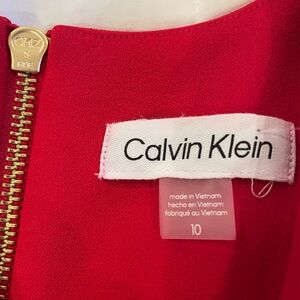 Calvin Klein
made in Vietnam
hecho en Vietnam
fabriqué au Vietnam
10